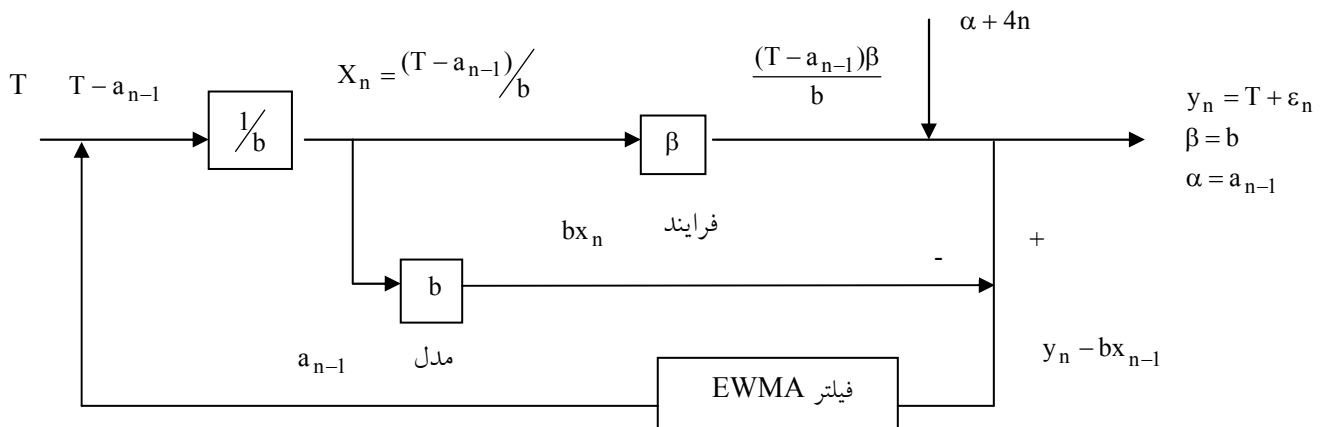 α + 4n
T
T − a_{n−1}
X_n = (T − a_{n−1})/b
(T − a_{n−1})β
b
y_n = T + ε_n
β = b
α = a_{n−1}
1/b
β
فرایند
bx_n
+
-
b
مدل
a_{n−1}
y_n − bx_{n−1}
فیلتر EWMA